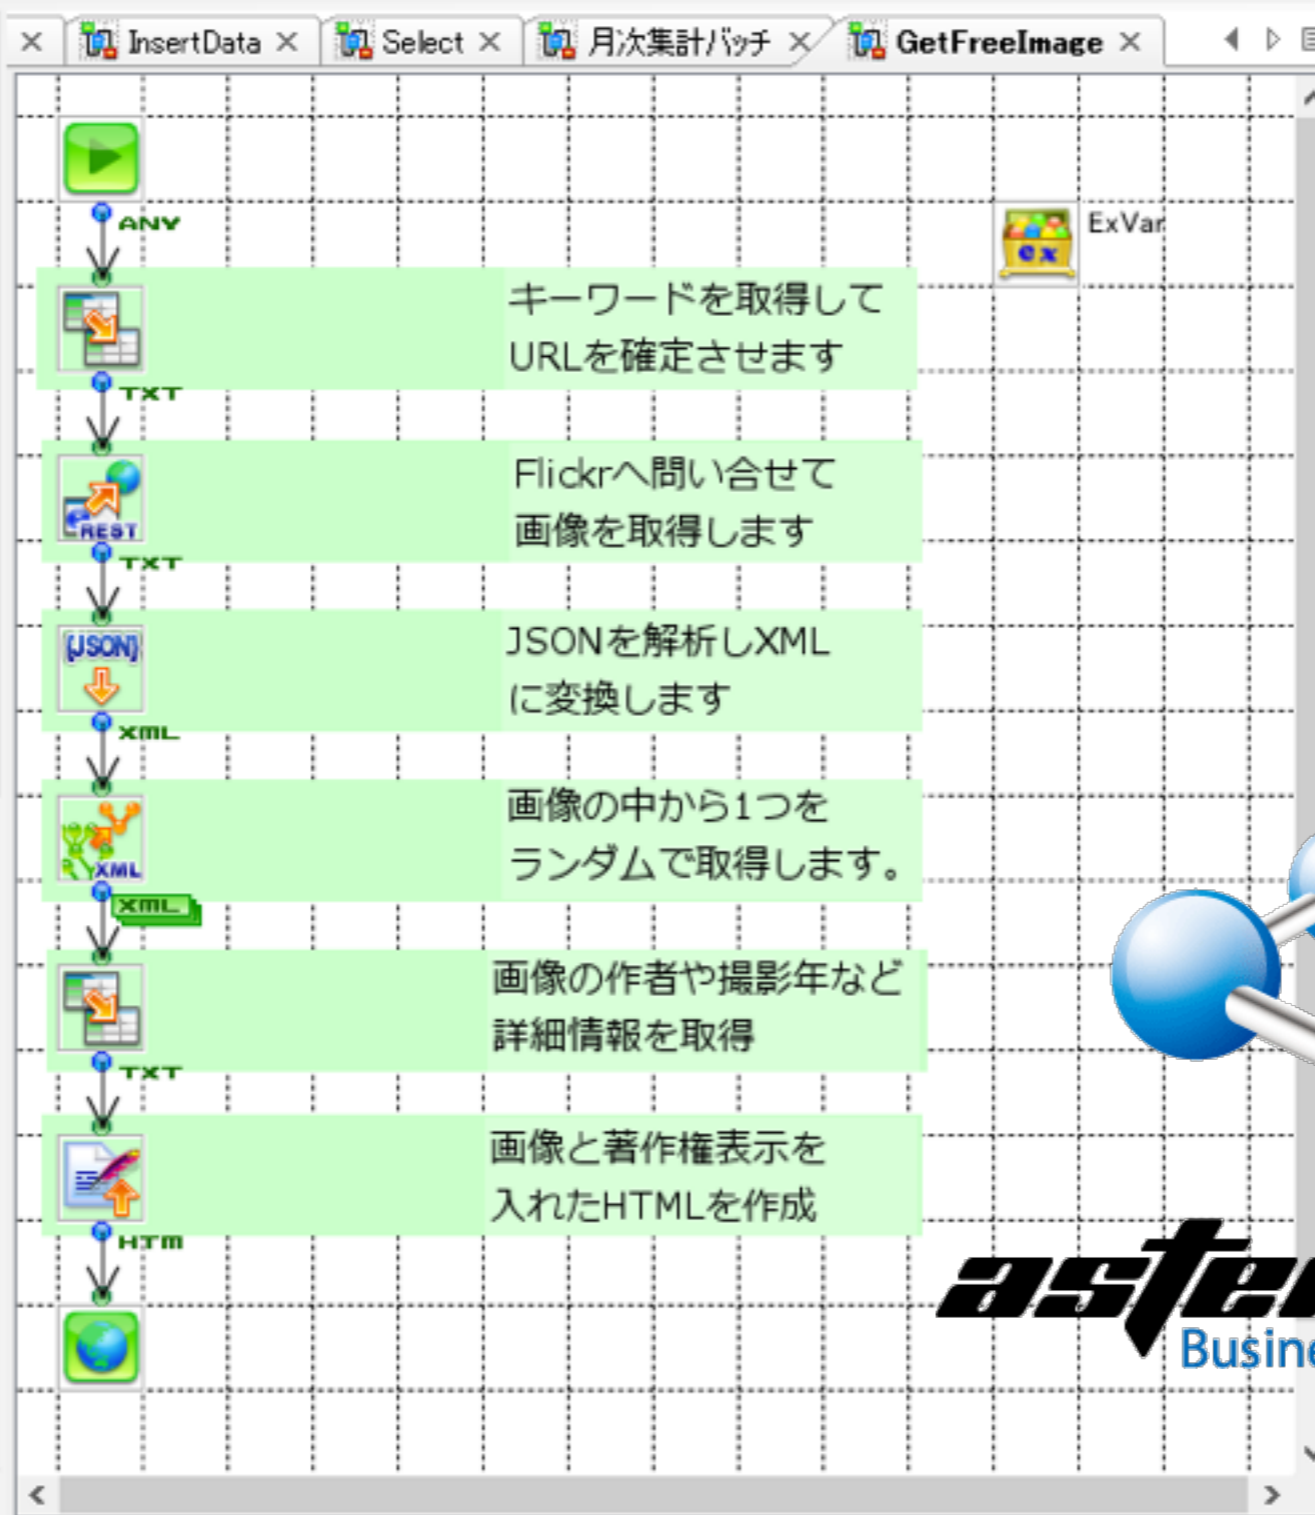 InsertData
Select
月次集計バッチ
GetFreeImage
ANY
ExVar
ex
キーワードを取得して
URLを確定させます
TXT
Flickrへ問い合せて
画像を取得します
REST
TXT
JSONを解析しXML
に変換します
{JSON}
XML
画像の中から1つを
ランダムで取得します。
XML
XML
画像の作者や撮影年など
詳細情報を取得
TXT
画像と著作権表示を
入れたHTMLを作成
HTM